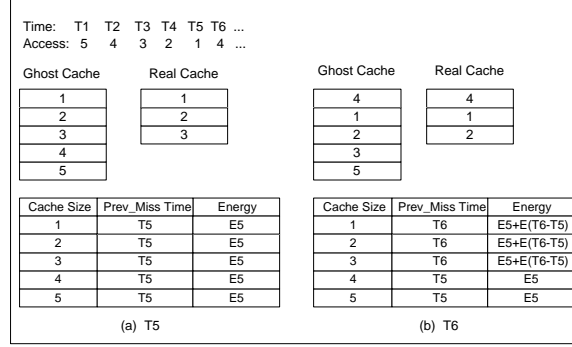 Time: T1 T2 T3 T4 T5 T6 ...
Access: 5 4 3 2 1 4 ...
Ghost Cache Real Cache
1 1
2 2
3 3
4
5
Cache Size Prev_Miss Time Energy
1 T5 E5
2 T5 E5
3 T5 E5
4 T5 E5
5 T5 E5
(a) T5
Ghost Cache Real Cache
4 4
1 1
2 2
3
5
Cache Size Prev_Miss Time Energy
1 T6 E5+E(T6-T5)
2 T6 E5+E(T6-T5)
3 T6 E5+E(T6-T5)
4 T5 E5
5 T5 E5
(b) T6